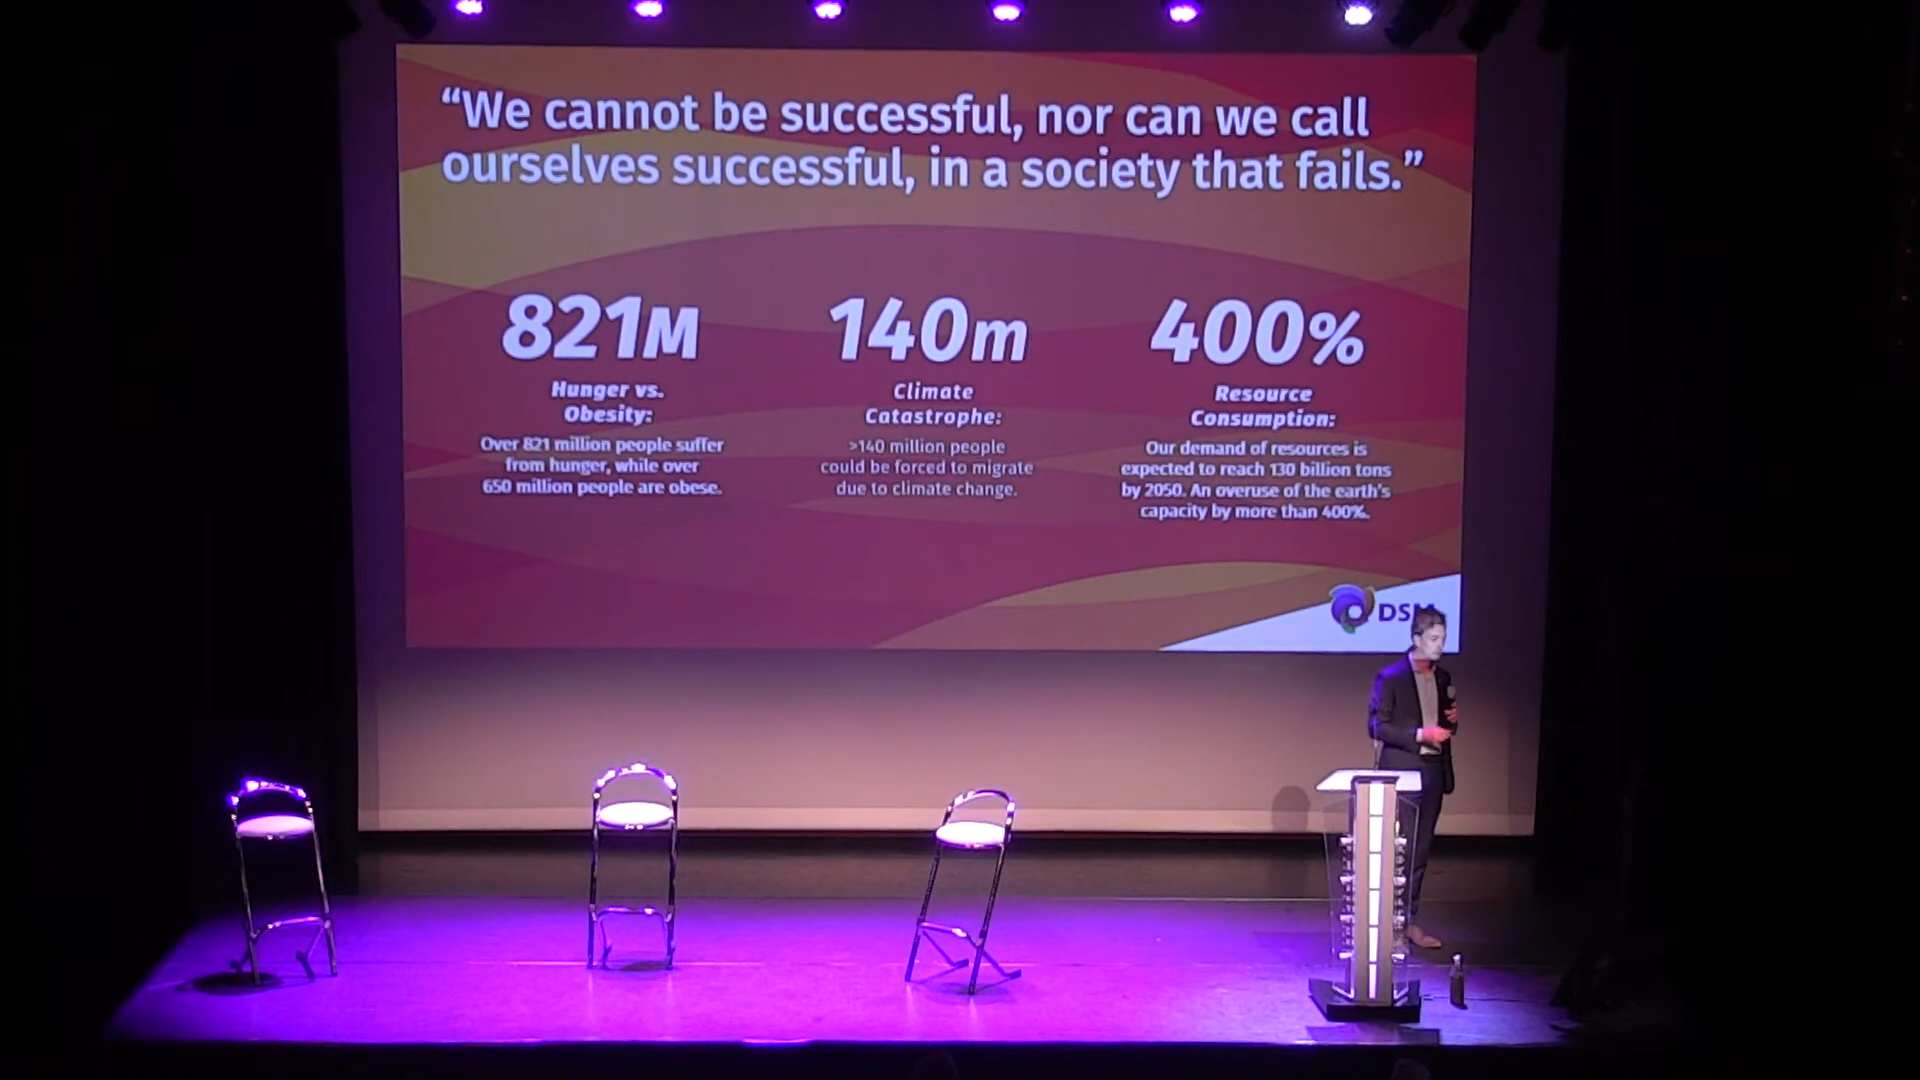 “We cannot be successful, nor can we call
ourselves successful, in a society that fails.”
821M
Hunger vs.
Obesity:
Over 821 million people suffer
from hunger, while over
650 million people are obese.
140m
Climate
Catastrophe:
>140 million people
could be forced to migrate
due to climate change.
400%
Resource
Consumption:
Our demand of resources is
expected to reach 130 billion tons
by 2050. An overuse of the earth's
capacity by more than 400%.
DSM